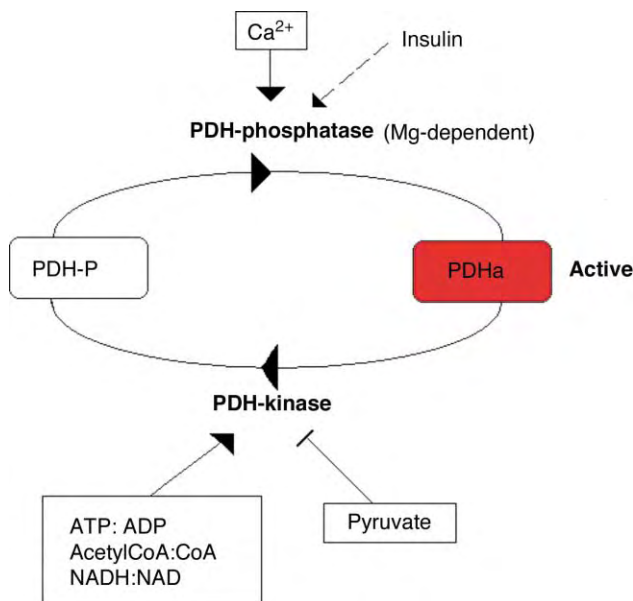 Ca²⁺
Insulin
PDH-phosphatase (Mg-dependent)
PDH-P
PDHa
Active
PDH-kinase
ATP: ADP
AcetylCoA:CoA
NADH:NAD
Pyruvate